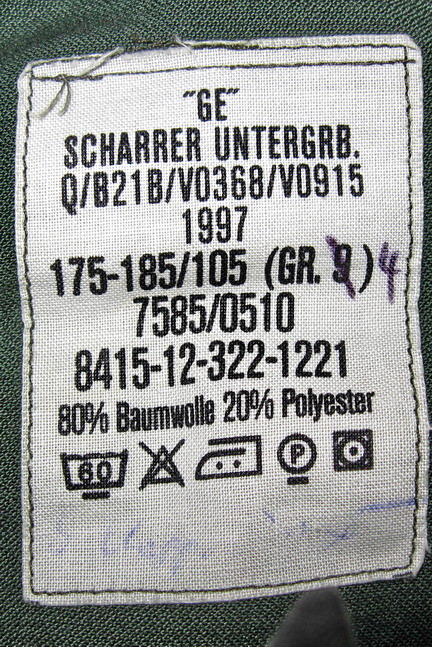 "GE"
SCHARRER UNTERGRB.
Q/B21B/V0368/V0915
1997
175-185/105 (GR. 9) 4
7585/0510
8415-12-322-1221
80% Baumwolle 20% Polyester
60 P